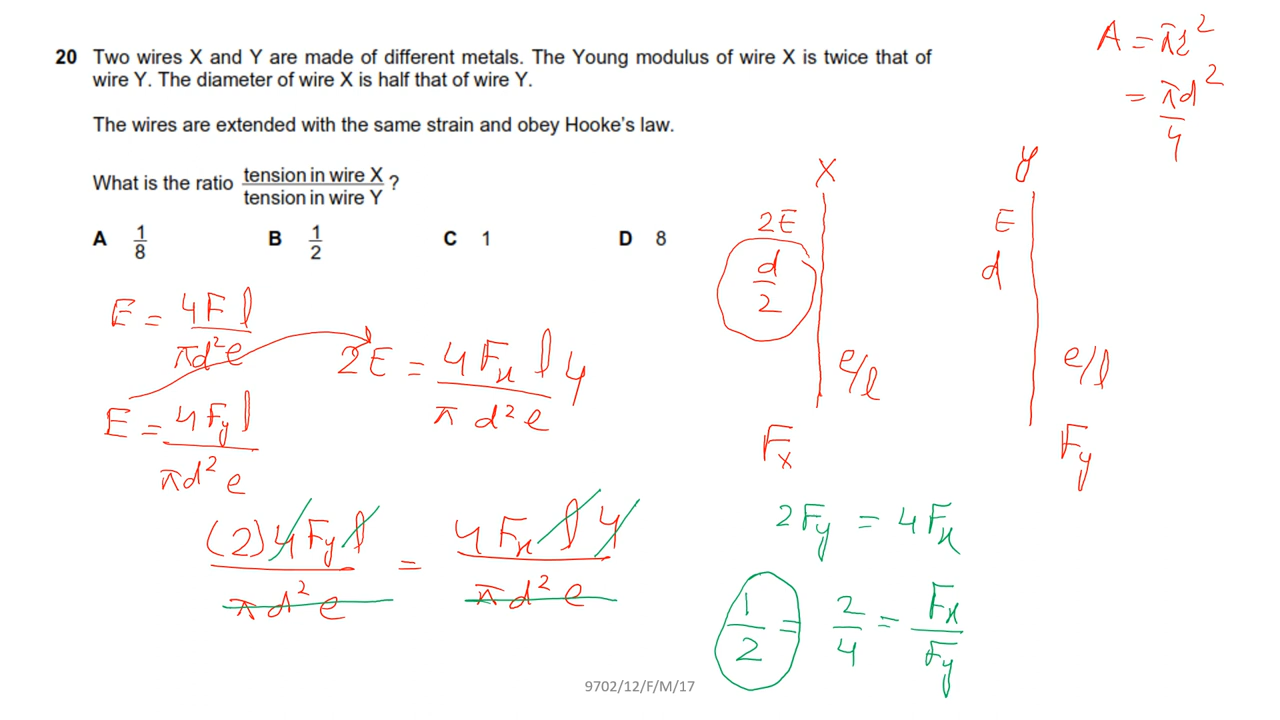 20 Two wires X and Y are made of different metals. The Young modulus of wire X is twice that of
wire Y. The diameter of wire X is half that of wire Y.
The wires are extended with the same strain and obey Hooke's law.
What is the ratio tension in wire X / tension in wire Y ?
A 1/8 B 1/2 C 1 D 8
A = πr²
= πd²/4
X Y
2E E
d/2 d
e/l e/l
Fx Fy
E = 4Fl/πd²e
E = 4Fyl/πd²e
2E = 4Fx l 4/π d² e
(2)4Fyl/πd²e = 4Fx l 4/πd²e
2Fy = 4Fx
1/2 = 2/4 = Fx/Fy
9702/12/F/M/17